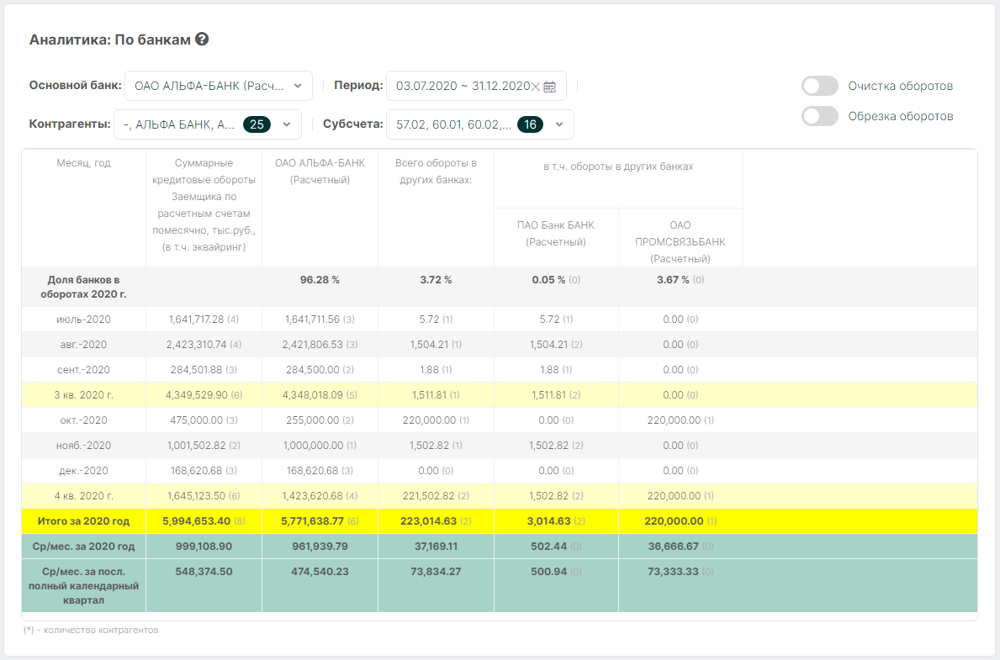 Аналитика: По банкам ?
Основной банк: ОАО АЛЬФА-БАНК (Расч... Период: 03.07.2020 ~ 31.12.2020 Очистка оборотов
Контрагенты: -, АЛЬФА БАНК, А... 25 Субсчета: 57.02, 60.01, 60.02,... 16 Обрезка оборотов
Месяц, год
Суммарные
кредитовые обороты
Заемщика по
расчетным счетам
помесячно, тыс.руб.,
(в т.ч. эквайринг)
ОАО АЛЬФА-БАНК
(Расчетный)
Всего обороты в
других банках:
в т.ч. обороты в других банках
ПАО Банк БАНК
(Расчетный)
ОАО
ПРОМСВЯЗЬБАНК
(Расчетный)
Доля банков в
оборотах 2020 г.
96.28 % 3.72 % 0.05 % (0) 3.67 % (0)
июль-2020 1,641,717.28 (4) 1,641,711.56 (3) 5.72 (1) 5.72 (1) 0.00 (0)
авг.-2020 2,423,310.74 (4) 2,421,806.53 (3) 1,504.21 (1) 1,504.21 (2) 0.00 (0)
сент.-2020 284,501.88 (3) 284,500.00 (2) 1.88 (1) 1.88 (1) 0.00 (0)
3 кв. 2020 г. 4,349,529.90 (6) 4,348,018.09 (5) 1,511.81 (1) 1,511.81 (2) 0.00 (0)
окт.-2020 475,000.00 (3) 255,000.00 (2) 220,000.00 (1) 0.00 (0) 220,000.00 (1)
нояб.-2020 1,001,502.82 (2) 1,000,000.00 (1) 1,502.82 (1) 1,502.82 (2) 0.00 (0)
дек.-2020 168,620.68 (3) 168,620.68 (3) 0.00 (0) 0.00 (0) 0.00 (0)
4 кв. 2020 г. 1,645,123.50 (6) 1,423,620.68 (4) 221,502.82 (2) 1,502.82 (2) 220,000.00 (1)
Итого за 2020 год 5,994,653.40 (8) 5,771,638.77 (6) 223,014.63 (2) 3,014.63 (2) 220,000.00 (1)
Ср/мес. за 2020 год 999,108.90 961,939.79 37,169.11 502.44 (0) 36,666.67 (0)
Ср/мес. за посл.
полный календарный
квартал
548,374.50 474,540.23 73,834.27 500.94 (0) 73,333.33 (0)
(*) - количество контрагентов